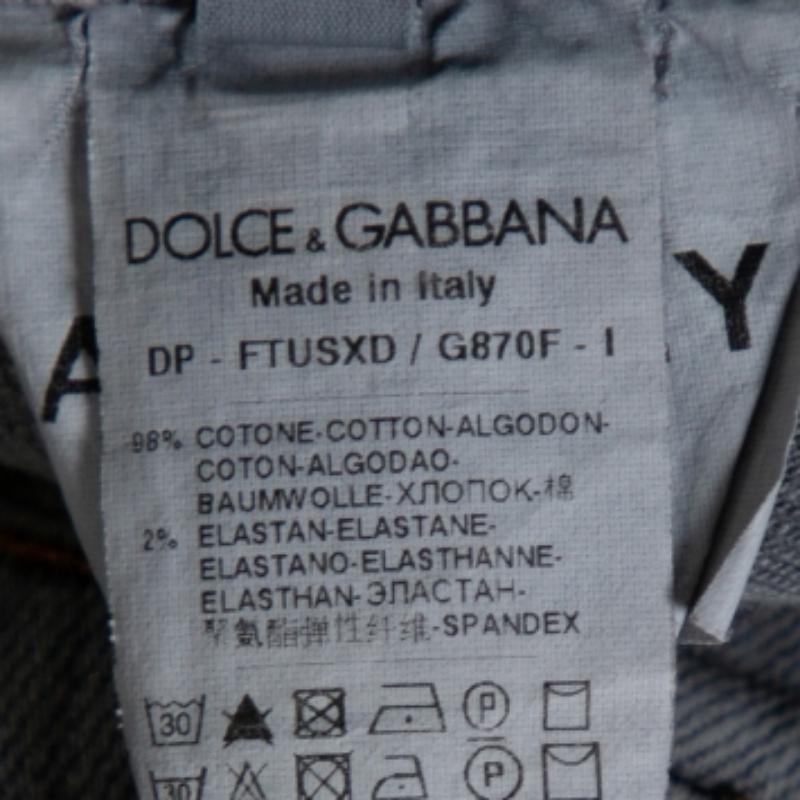 DOLCE & GABBANA
Made in Italy
DP - FTUSXD / G870F - I
A
Y
98% COTONE-COTTON-ALGODON-
COTON-ALGODAO-
BAUMWOLLE-ХЛОПОК-棉
2% ELASTAN-ELASTANE-
ELASTANO-ELASTHANNE-
ELASTHAN-ЭЛАСТАН-
聚氨酯弹性纤维-SPANDEX
30 P
30 P